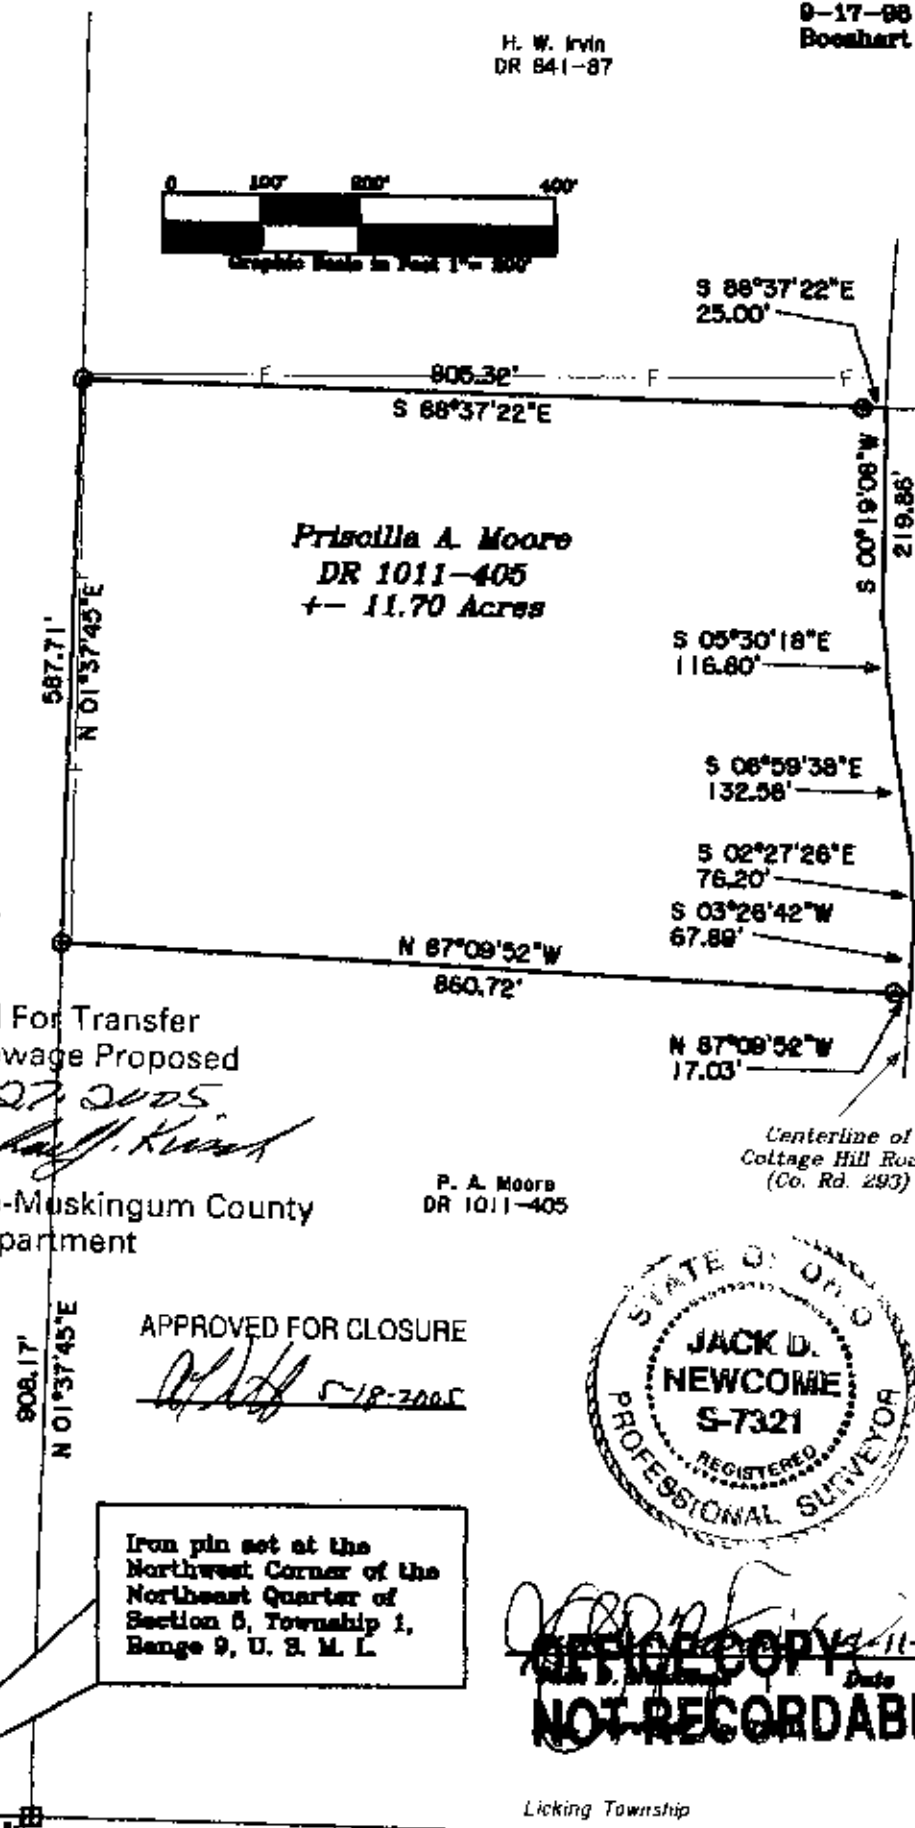 9-17-98
Boeshart
H. W. Irvin
DR 641-87
0 100' 200' 400'
Graphic Scale in Feet 1"= 200'
S 88°37'22"E
25.00'
F 805.32' F F
S 88°37'22"E
S 00°19'08"W
219.86'
Priscilla A. Moore
DR 1011-405
+- 11.70 Acres
587.71'
N 01°37'45"E
S 05°30'18"E
116.80'
S 06°59'38"E
132.58'
S 02°27'26"E
76.20'
S 03°26'42"W
67.89'
N 87°09'52"W
860.72'
N 87°09'52"W
17.03'
For Transfer
wage Proposed
27, 2005
-Muskingum County
partment
Centerline of
Cottage Hill Roa
(Co. Rd. 293)
P. A. Moore
DR 1011-405
APPROVED FOR CLOSURE
5-18-2005
908.17'
N 01°37'45"E
STATE OF OHIO
JACK D.
NEWCOME
S-7321
REGISTERED
PROFESSIONAL SURVEYOR
Iron pin set at the
Northwest Corner of the
Northeast Quarter of
Section 5, Township 1,
Range 9, U. S. M. L.
OFFICE COPY
Date
NOT RECORDABL
Licking Township